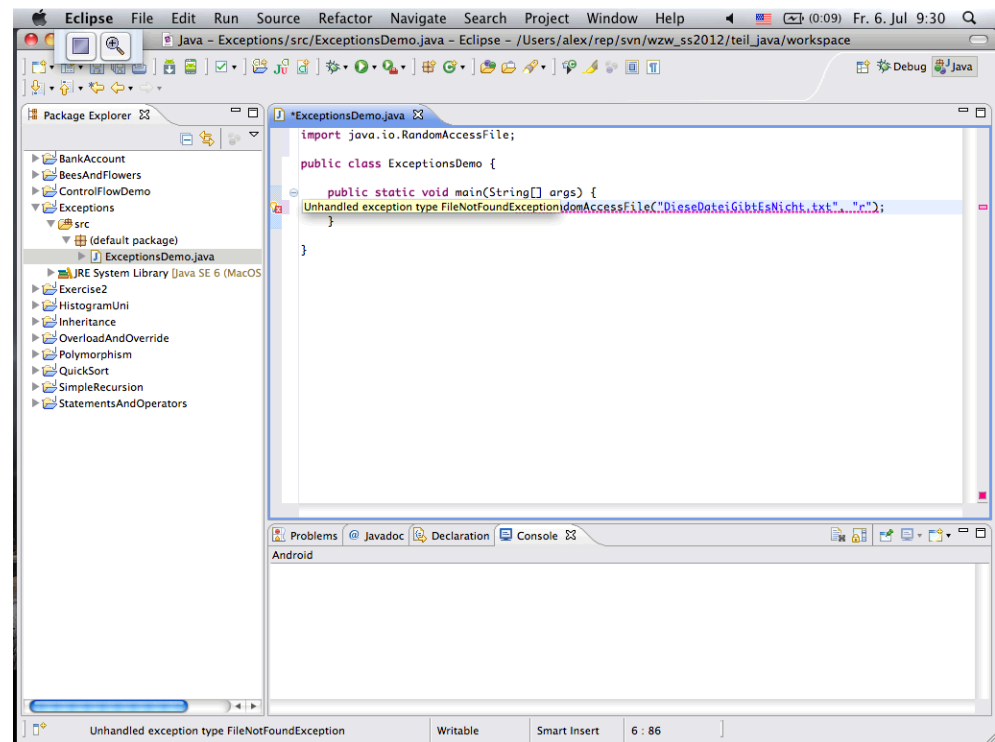 Eclipse File Edit Run Source Refactor Navigate Search Project Window Help (0:09) Fr. 6. Jul 9:30
Java – Exceptions/src/ExceptionsDemo.java – Eclipse – /Users/alex/rep/svn/wzw_ss2012/teil_java/workspace
Debug Java
Package Explorer
BankAccount
BeesAndFlowers
ControlFlowDemo
Exceptions
src
(default package)
ExceptionsDemo.java
JRE System Library [Java SE 6 (MacOS
Exercise2
HistogramUni
Inheritance
OverloadAndOverride
Polymorphism
QuickSort
SimpleRecursion
StatementsAndOperators
*ExceptionsDemo.java
import java.io.RandomAccessFile;
public class ExceptionsDemo {
public static void main(String[] args) {
Unhandled exception type FileNotFoundException
domAccessFile("DieseDateiGibtEsNicht.txt", "r");
}
}
Problems @ Javadoc Declaration Console
Android
Unhandled exception type FileNotFoundException Writable Smart Insert 6 : 86